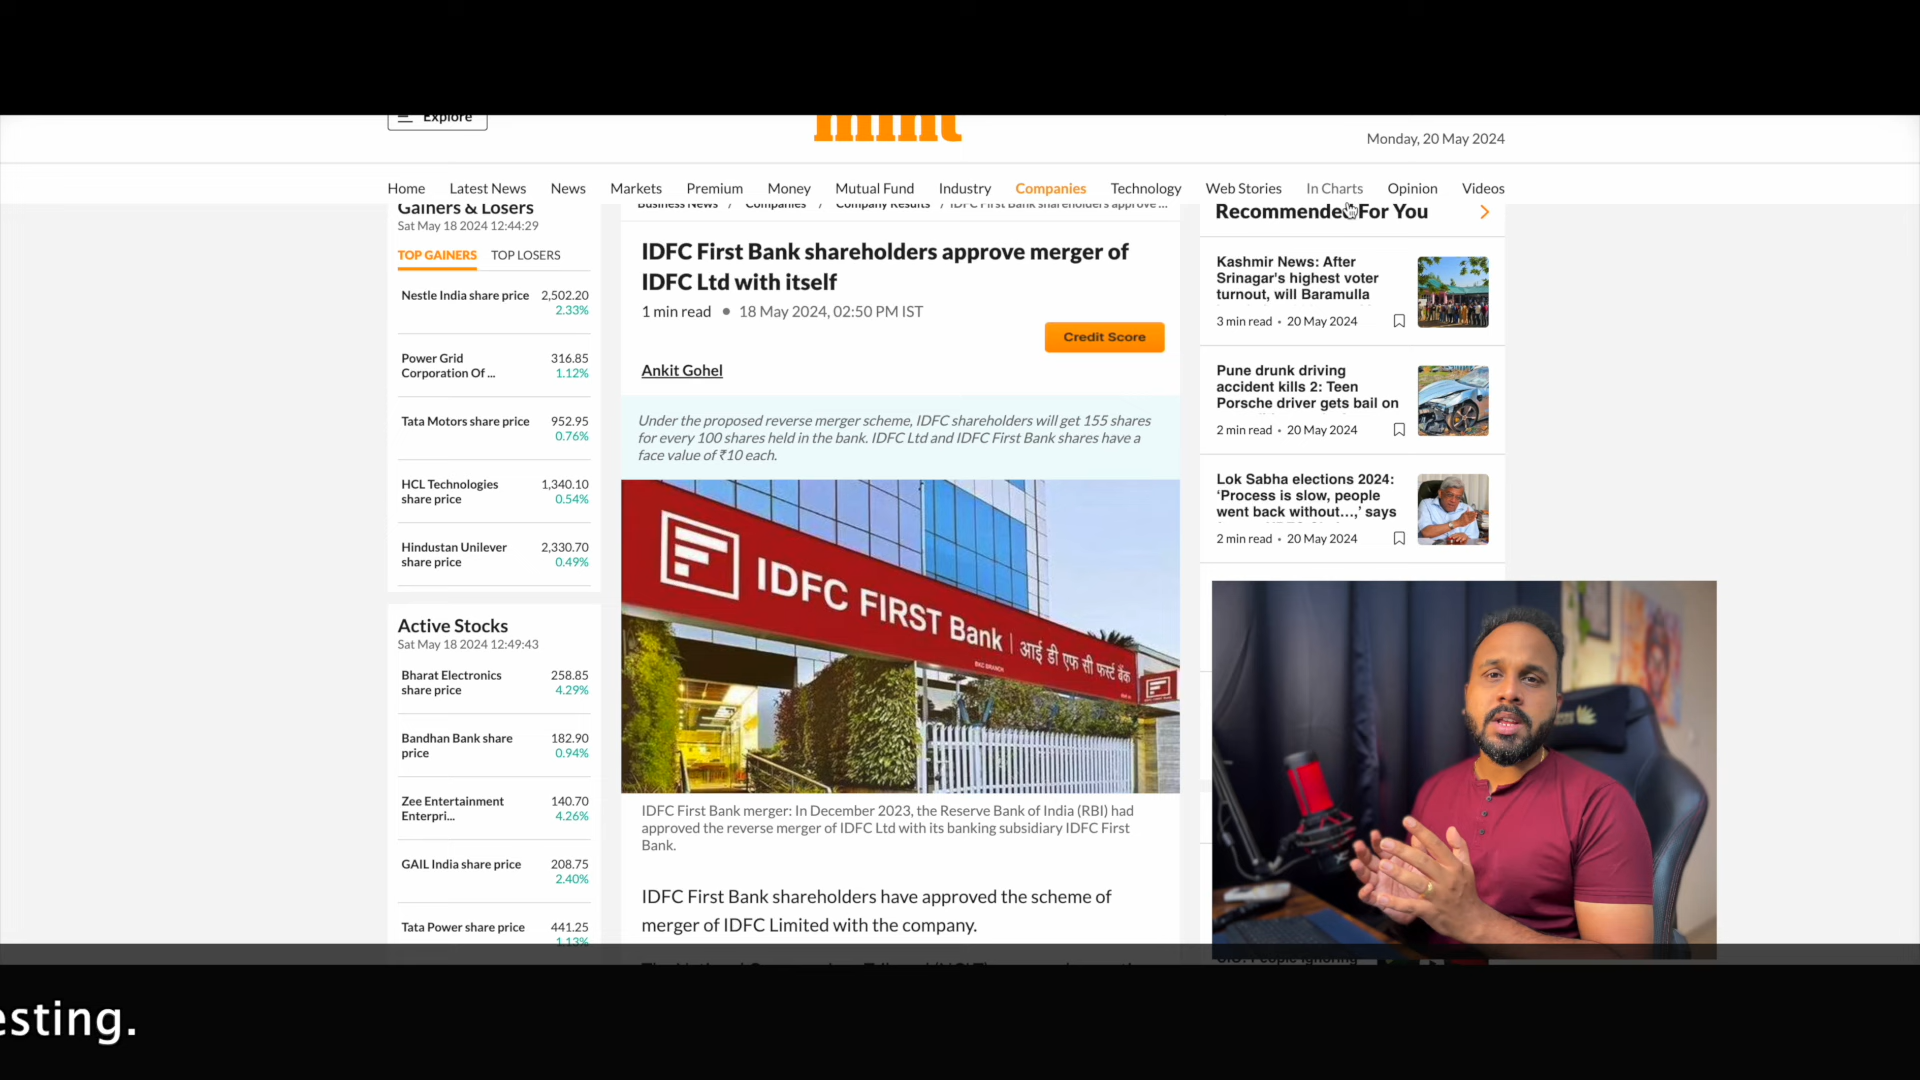 Explore
mint
Monday, 20 May 2024
Home Latest News News Markets Premium Money Mutual Fund Industry Companies Technology Web Stories In Charts Opinion Videos
Gainers & Losers
Sat May 18 2024 12:44:29
TOP GAINERS TOP LOSERS
Nestle India share price 2,502.20
2.33%
Power Grid 316.85
Corporation Of ... 1.12%
Tata Motors share price 952.95
0.76%
HCL Technologies 1,340.10
share price 0.54%
Hindustan Unilever 2,330.70
share price 0.49%
Active Stocks
Sat May 18 2024 12:49:43
Bharat Electronics 258.85
share price 4.29%
Bandhan Bank share 182.90
price 0.94%
Zee Entertainment 140.70
Enterpri... 4.26%
GAIL India share price 208.75
2.40%
Tata Power share price 441.25
1.13%
Business News / Companies / Company Results / IDFC First Bank shareholders approve ...
IDFC First Bank shareholders approve merger of
IDFC Ltd with itself
1 min read • 18 May 2024, 02:50 PM IST
Credit Score
Ankit Gohel
Under the proposed reverse merger scheme, IDFC shareholders will get 155 shares
for every 100 shares held in the bank. IDFC Ltd and IDFC First Bank shares have a
face value of ₹10 each.
IDFC FIRST Bank | आई डी एफ सी फर्स्ट बैंक
BKC BRANCH
IDFC First Bank merger: In December 2023, the Reserve Bank of India (RBI) had
approved the reverse merger of IDFC Ltd with its banking subsidiary IDFC First
Bank.
IDFC First Bank shareholders have approved the scheme of
merger of IDFC Limited with the company.
Recommended For You
Kashmir News: After
Srinagar's highest voter
turnout, will Baramulla
3 min read • 20 May 2024
Pune drunk driving
accident kills 2: Teen
Porsche driver gets bail on
2 min read • 20 May 2024
Lok Sabha elections 2024:
‘Process is slow, people
went back without…,’ says
2 min read • 20 May 2024
esting.